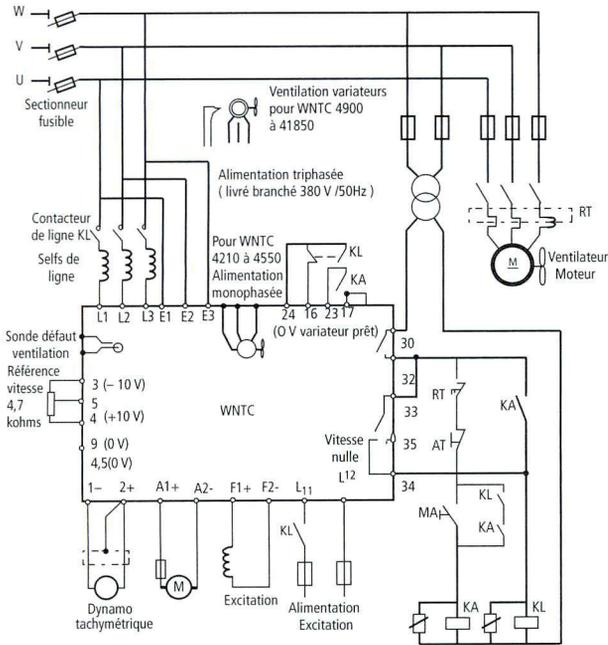 W
V
U
Sectionneur
fusible
Ventilation variateurs
pour WNTC 4900
à 41850
Alimentation triphasée
( livré branché 380 V /50Hz )
Contacteur
de ligne KL
Selfs de
ligne
Pour WNTC
4210 à 4550
Alimentation
monophasée
KL
KA
RT
M
Ventilateur
Moteur
L1 L2 L3 E1 E2 E3 24 16 23 17
(0 V variateur prêt)
Sonde défaut
ventilation
Référence
vitesse
4,7
kohms
3 (– 10 V)
5
4 (+10 V)
9 (0 V)
4,5(0 V)
WNTC
30
32
33
Vitesse
nulle
35
L12
34
RT
AT
KA
MA
KL
KA
1– 2+ A1+ A2- F1+ F2- L11
KL
M
Dynamo
tachymétrique
Excitation
Alimentation
Excitation
KA
KL